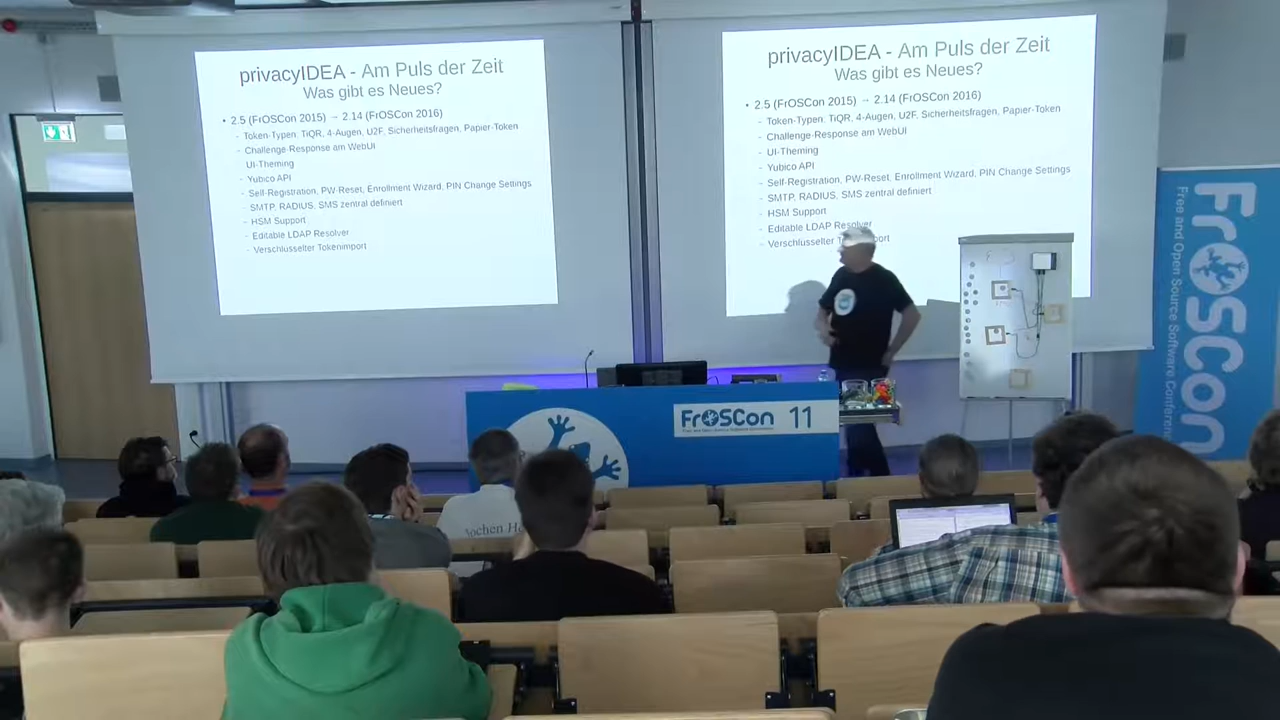 privacyIDEA - Am Puls der Zeit
Was gibt es Neues?
• 2.5 (FrOSCon 2015) → 2.14 (FrOSCon 2016)
- Token-Typen: TiQR, 4-Augen, U2F, Sicherheitsfragen, Papier-Token
- Challenge-Response am WebUI
UI-Theming
- Yubico API
- Self-Registration, PW-Reset, Enrollment Wizard, PIN Change Settings
- SMTP, RADIUS, SMS zentral definiert
- HSM Support
- Editable LDAP Resolver
- Verschlüsselter Tokenimport
privacyIDEA - Am Puls der Zeit
Was gibt es Neues?
• 2.5 (FrOSCon 2015) → 2.14 (FrOSCon 2016)
- Token-Typen: TiQR, 4-Augen, U2F, Sicherheitsfragen, Papier-Token
- Challenge-Response am WebUI
- UI-Theming
- Yubico API
- Self-Registration, PW-Reset, Enrollment Wizard, PIN Change Settings
- SMTP, RADIUS, SMS zentral definiert
- HSM Support
- Editable LDAP Resolver
- Verschlüsselter
FrOSCon
Free and Open Source Software Conference
FrOSCon 11
Free and Open Source Software Conference